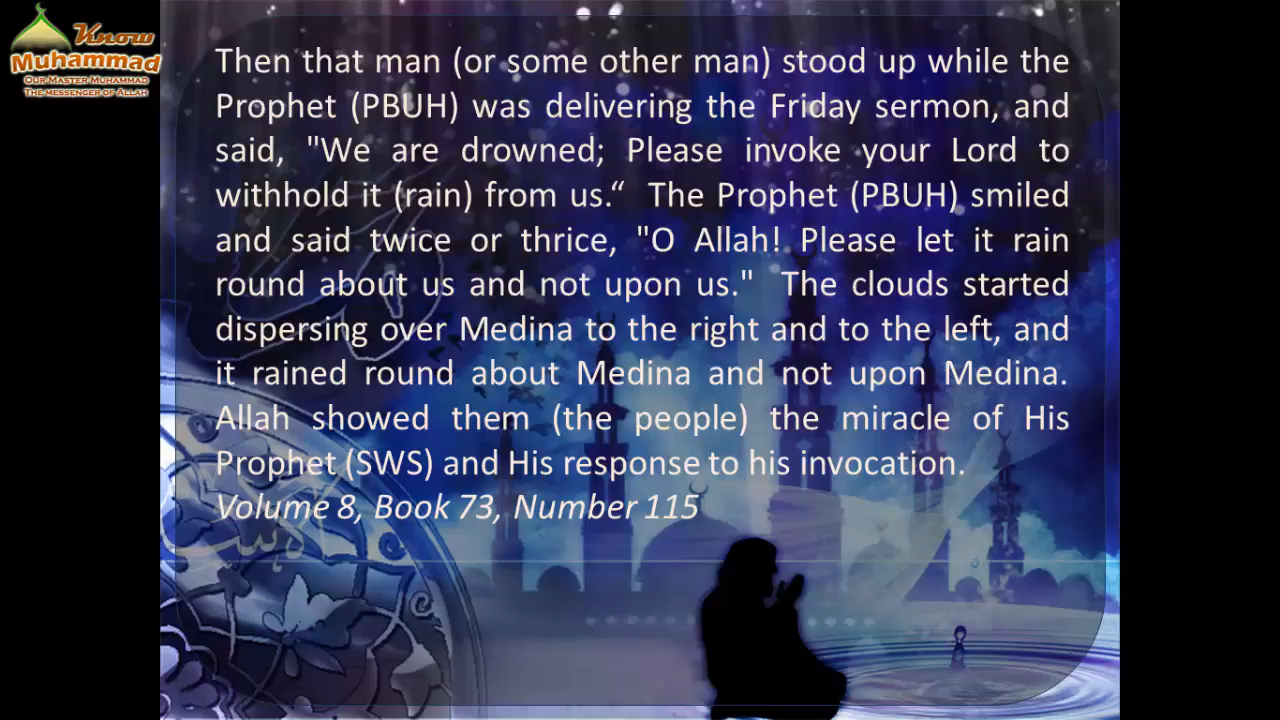 Know
Muhammad
Our Master Muhammad
The messenger of Allah
Then that man (or some other man) stood up while the
Prophet (PBUH) was delivering the Friday sermon, and
said, "We are drowned; Please invoke your Lord to
withhold it (rain) from us.“ The Prophet (PBUH) smiled
and said twice or thrice, "O Allah! Please let it rain
round about us and not upon us." The clouds started
dispersing over Medina to the right and to the left, and
it rained round about Medina and not upon Medina.
Allah showed them (the people) the miracle of His
Prophet (SWS) and His response to his invocation.
Volume 8, Book 73, Number 115